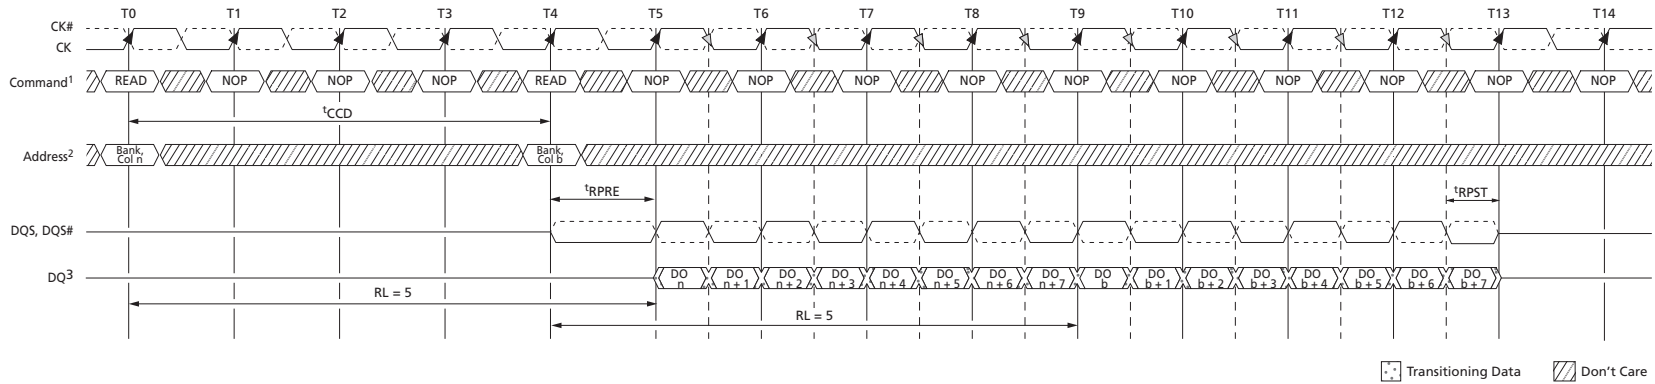 T0 T1 T2 T3 T4 T5 T6 T7 T8 T9 T10 T11 T12 T13 T14
CK#
CK
Command¹ READ NOP NOP NOP READ NOP NOP NOP NOP NOP NOP NOP NOP NOP NOP
tCCD
Address² Bank, Col n Bank, Col b
tRPRE tRPST
DQS, DQS#
DQ³ DO n DO n + 1 DO n + 2 DO n + 3 DO n + 4 DO n + 5 DO n + 6 DO n + 7 DO b DO b + 1 DO b + 2 DO b + 3 DO b + 4 DO b + 5 DO b + 6 DO b + 7
RL = 5
RL = 5
Transitioning Data Don't Care